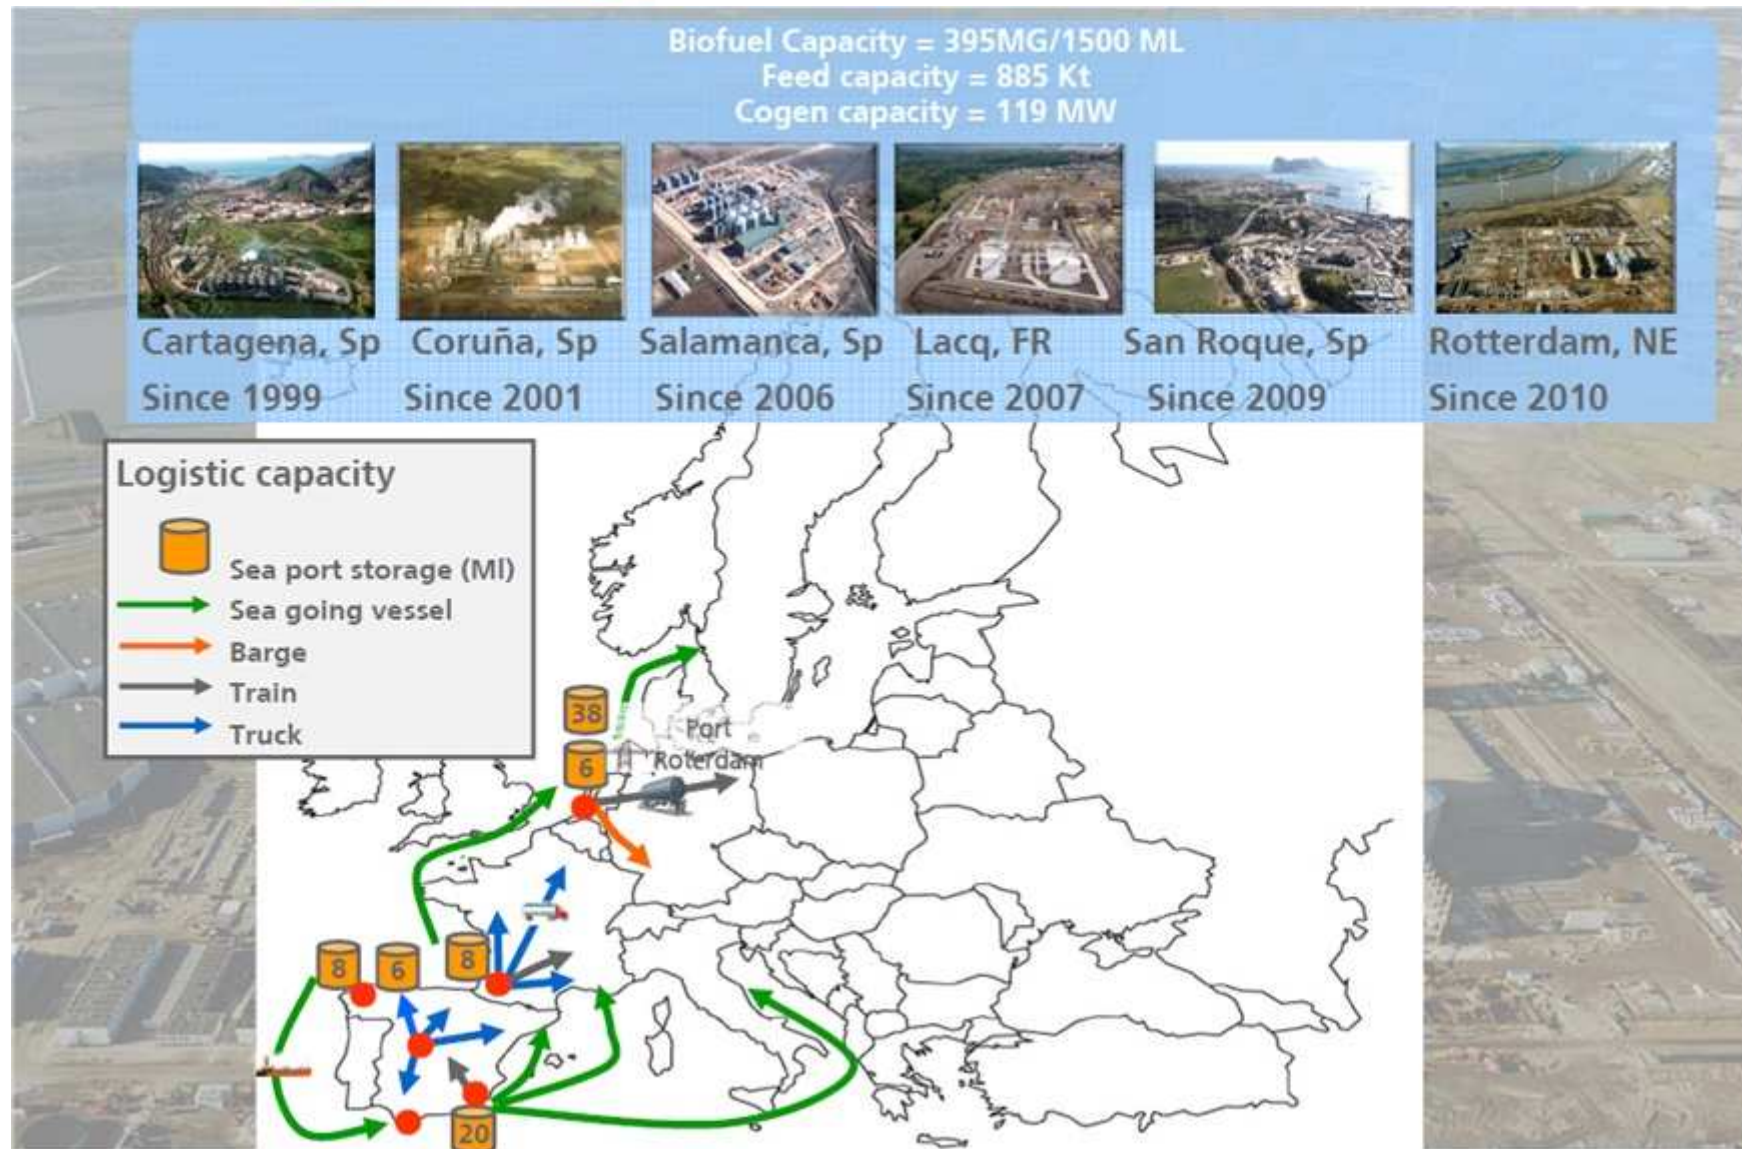 Biofuel Capacity = 395MG/1500 ML
Feed capacity = 885 Kt
Cogen capacity = 119 MW
Cartagena, Sp
Since 1999
Coruña, Sp
Since 2001
Salamanca, Sp
Since 2006
Lacq, FR
Since 2007
San Roque, Sp
Since 2009
Rotterdam, NE
Since 2010
Logistic capacity
Sea port storage (Ml)
Sea going vessel
Barge
Train
Truck
38
6
Port
Roterdam
8
6
8
20